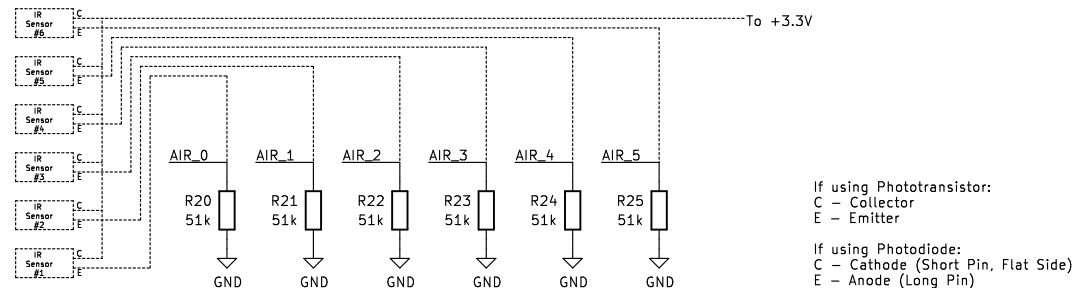 IR
Sensor
#6
C
E
To +3.3V
IR
Sensor
#5
C
E
IR
Sensor
#4
C
E
IR
Sensor
#3
C
E
IR
Sensor
#2
C
E
IR
Sensor
#1
C
E
AIR_0 AIR_1 AIR_2 AIR_3 AIR_4 AIR_5
R20 R21 R22 R23 R24 R25
51k 51k 51k 51k 51k 51k
GND GND GND GND GND GND
If using Phototransistor:
C – Collector
E – Emitter
If using Photodiode:
C – Cathode (Short Pin, Flat Side)
E – Anode (Long Pin)